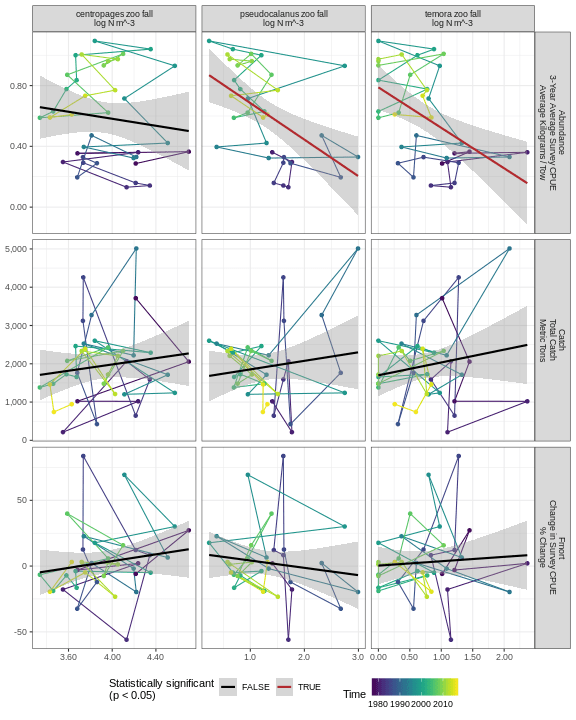 centropages zoo fall
log N m^-3
pseudocalanus zoo fall
log N m^-3
temora zoo fall
log N m^-3
0.80
0.40
0.00
Abundance
3-Year Average Survey CPUE
Average Kilograms / Tow
5,000
4,000
3,000
2,000
1,000
0
Catch
Total Catch
Metric Tons
50
0
-50
Fmort
Change in Survey CPUE
% Change
3.60
4.00
4.40
1.0
2.0
3.0
0.00
0.50
1.00
1.50
2.00
Statistically significant
(p < 0.05)
FALSE
TRUE
Time
1980 1990 2000 2010